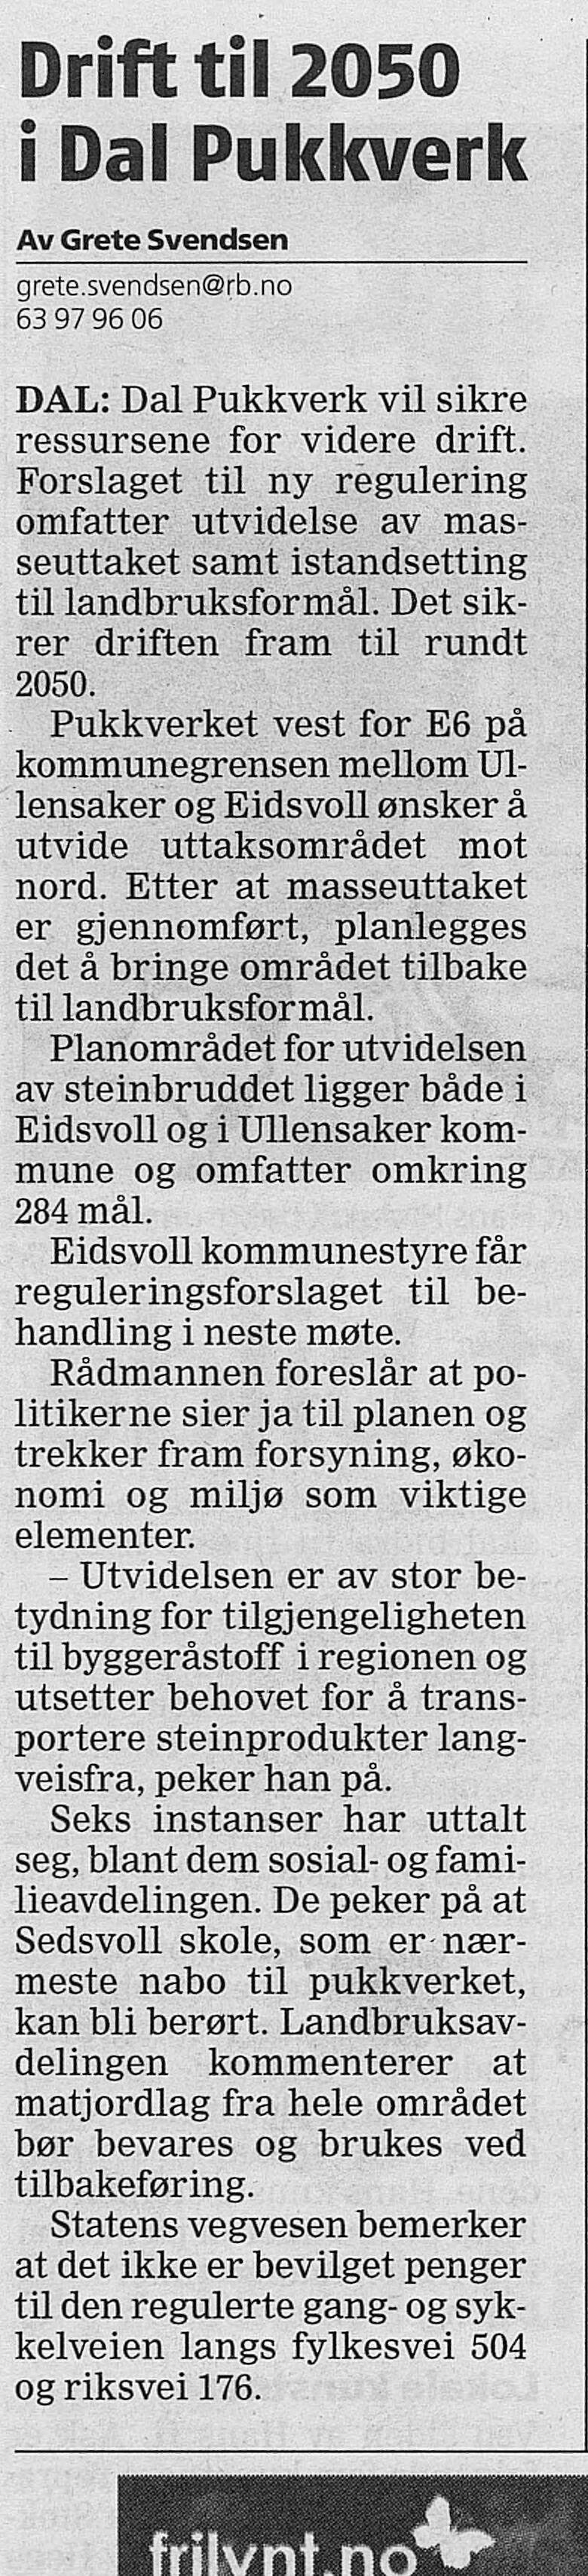 Drift til 2050
i Dal Pukkverk
Av Grete Svendsen
grete.svendsen@rb.no
63 97 96 06
DAL: Dal Pukkverk vil sikre
ressursene for videre drift.
Forslaget til ny regulering
omfatter utvidelse av mas-
seuttaket samt istandsetting
til landbruksformål. Det sik-
rer driften fram til rundt
2050.
Pukkverket vest for E6 på
kommunegrensen mellom Ul-
lensaker og Eidsvoll ønsker å
utvide uttaksområdet mot
nord. Etter at masseuttaket
er gjennomført, planlegges
det å bringe området tilbake
til landbruksformål.
Planområdet for utvidelsen
av steinbruddet ligger både i
Eidsvoll og i Ullensaker kom-
mune og omfatter omkring
284 mål.
Eidsvoll kommunestyre får
reguleringsforslaget til be-
handling i neste møte.
Rådmannen foreslår at po-
litikerne sier ja til planen og
trekker fram forsyning, øko-
nomi og miljø som viktige
elementer.
– Utvidelsen er av stor be-
tydning for tilgjengeligheten
til byggeråstoff i regionen og
utsetter behovet for å trans-
portere steinprodukter lang-
veisfra, peker han på.
Seks instanser har uttalt
seg, blant dem sosial- og fami-
lieavdelingen. De peker på at
Sedsvoll skole, som er nær-
meste nabo til pukkverket,
kan bli berørt. Landbruksav-
delingen kommenterer at
matjordlag fra hele området
bør bevares og brukes ved
tilbakeføring.
Statens vegvesen bemerker
at det ikke er bevilget penger
til den regulerte gang- og syk-
kelveien langs fylkesvei 504
og riksvei 176.
frilynt.no